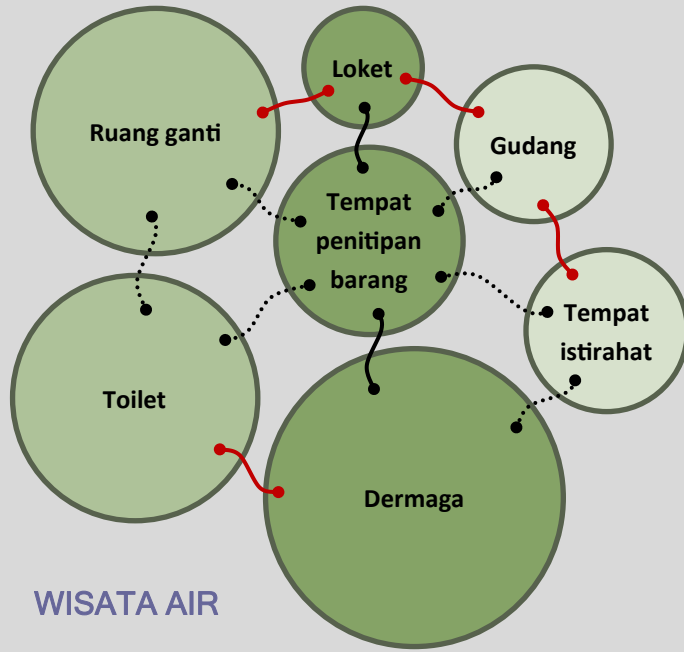 Loket
Ruang ganti
Gudang
Tempat
penitipan
barang
Tempat
istirahat
Toilet
Dermaga
WISATA AIR